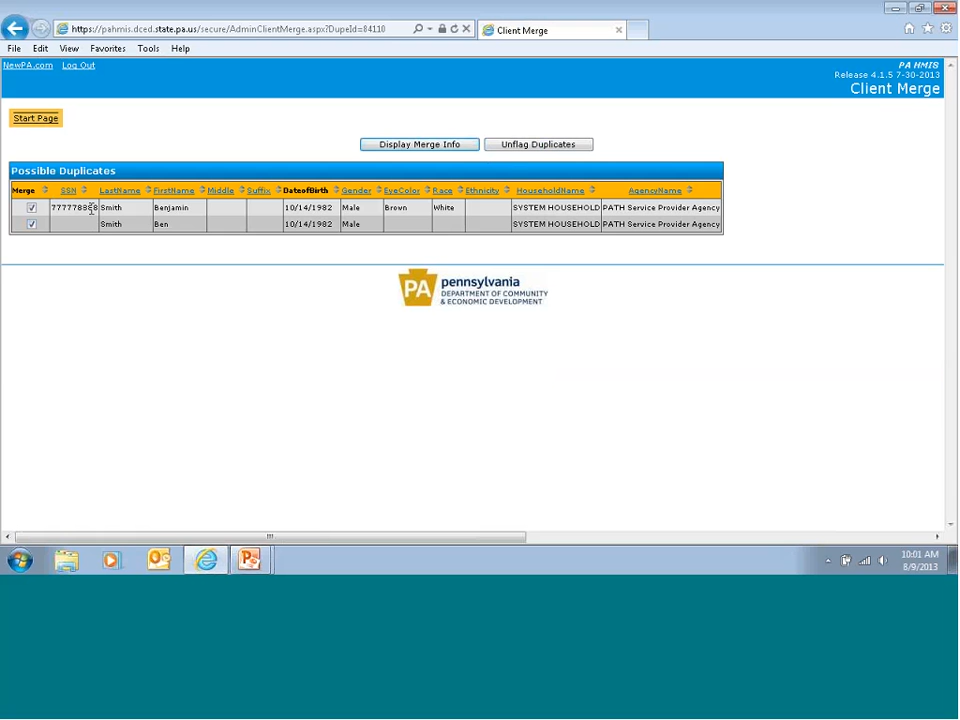 https://pahmis.dced.state.pa.us/secure/AdminClientMerge.aspx?DupeId=84110
Client Merge
File Edit View Favorites Tools Help
NewPA.com Log Out
PA HMIS
Release 4.1.5 7-30-2013
Client Merge
Start Page
Display Merge Info Unflag Duplicates
Possible Duplicates
Merge SSN LastName FirstName Middle Suffix DateofBirth Gender EyeColor Race Ethnicity HouseholdName AgencyName
777778888 Smith Benjamin 10/14/1982 Male Brown White SYSTEM HOUSEHOLD PATH Service Provider Agency
Smith Ben 10/14/1982 Male SYSTEM HOUSEHOLD PATH Service Provider Agency
PA pennsylvania
DEPARTMENT OF COMMUNITY
& ECONOMIC DEVELOPMENT
10:01 AM
8/9/2013